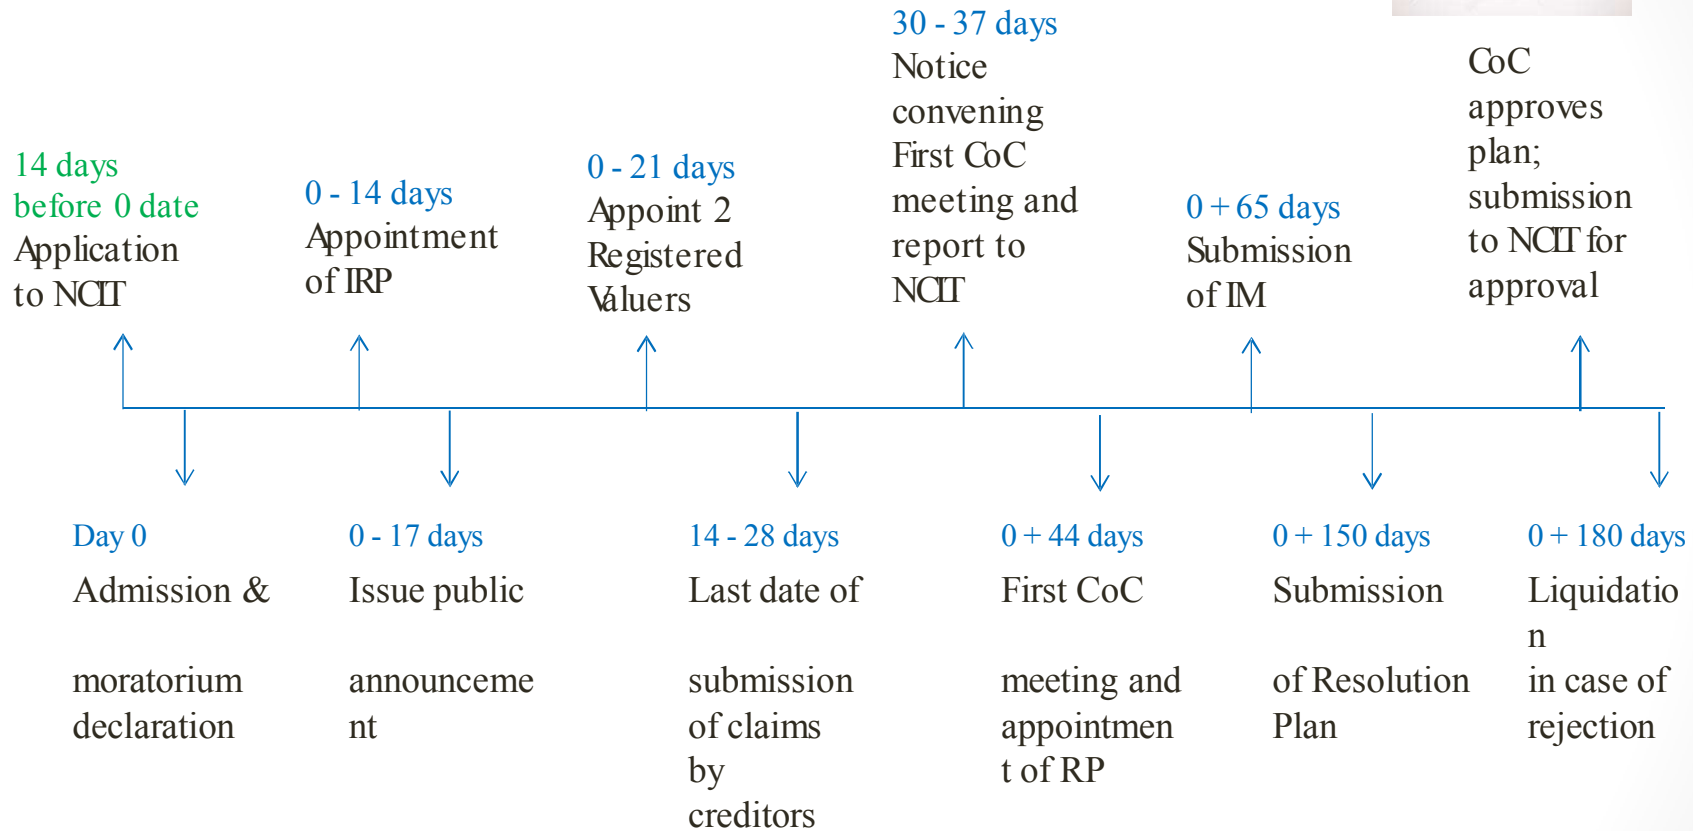 14 days
before 0 date
Application
to NCLT
0 - 14 days
Appointment
of IRP
0 - 21 days
Appoint 2
Registered
Valuers
30 - 37 days
Notice
convening
First CoC
meeting and
report to
NCLT
0 + 65 days
Submission
of IM
CoC
approves
plan;
submission
to NCLT for
approval
Day 0
Admission &
moratorium
declaration
0 - 17 days
Issue public
announceme
nt
14 - 28 days
Last date of
submission
of claims
by
creditors
0 + 44 days
First CoC
meeting and
appointmen
t of RP
0 + 150 days
Submission
of Resolution
Plan
0 + 180 days
Liquidatio
n
in case of
rejection